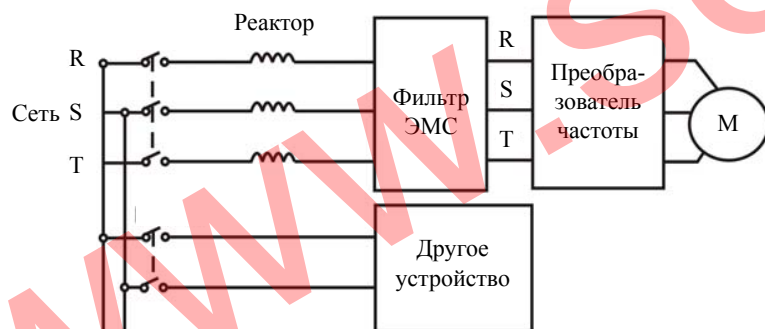 Реактор
R
Сеть S
T
Фильтр
ЭМС
R
S
T
Преобра-
зователь
частоты
М
Другое
устройство